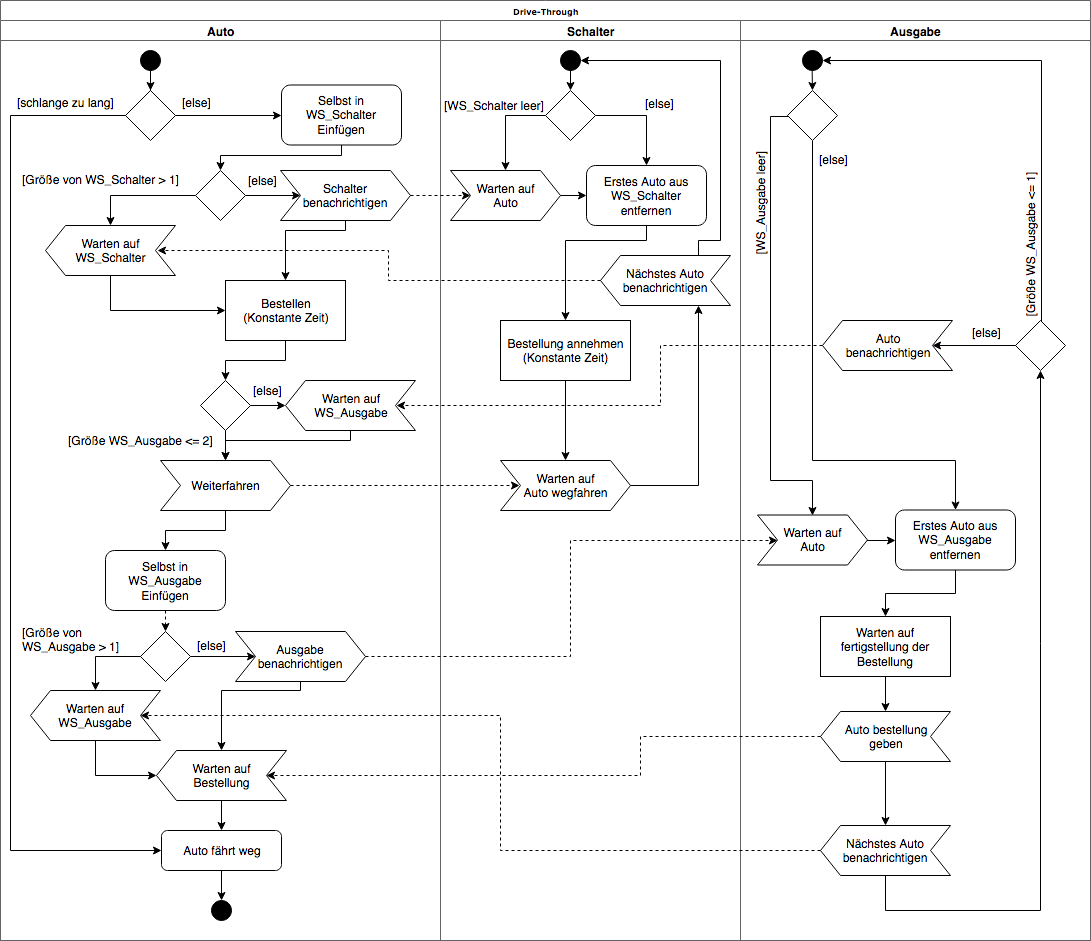 Drive-Through
Auto
Schalter
Ausgabe
[schlange zu lang]
[else]
Selbst in
WS_Schalter
Einfügen
[Größe von WS_Schalter > 1]
[else]
Schalter
benachrichtigen
Warten auf
WS_Schalter
Bestellen
(Konstante Zeit)
[else]
Warten auf
WS_Ausgabe
[Größe WS_Ausgabe <= 2]
Weiterfahren
Selbst in
WS_Ausgabe
Einfügen
[Größe von
WS_Ausgabe > 1]
[else]
Ausgabe
benachrichtigen
Warten auf
WS_Ausgabe
Warten auf
Bestellung
Auto fährt weg
[WS_Schalter leer]
[else]
Warten auf
Auto
Erstes Auto aus
WS_Schalter
entfernen
Nächstes Auto
benachrichtigen
Bestellung annehmen
(Konstante Zeit)
Warten auf
Auto wegfahren
[WS_Ausgabe leer]
[else]
[Größe WS_Ausgabe <= 1]
[else]
Auto
benachrichtigen
Warten auf
Auto
Erstes Auto aus
WS_Ausgabe
entfernen
Warten auf
fertigstellung der
Bestellung
Auto bestellung
geben
Nächstes Auto
benachrichtigen